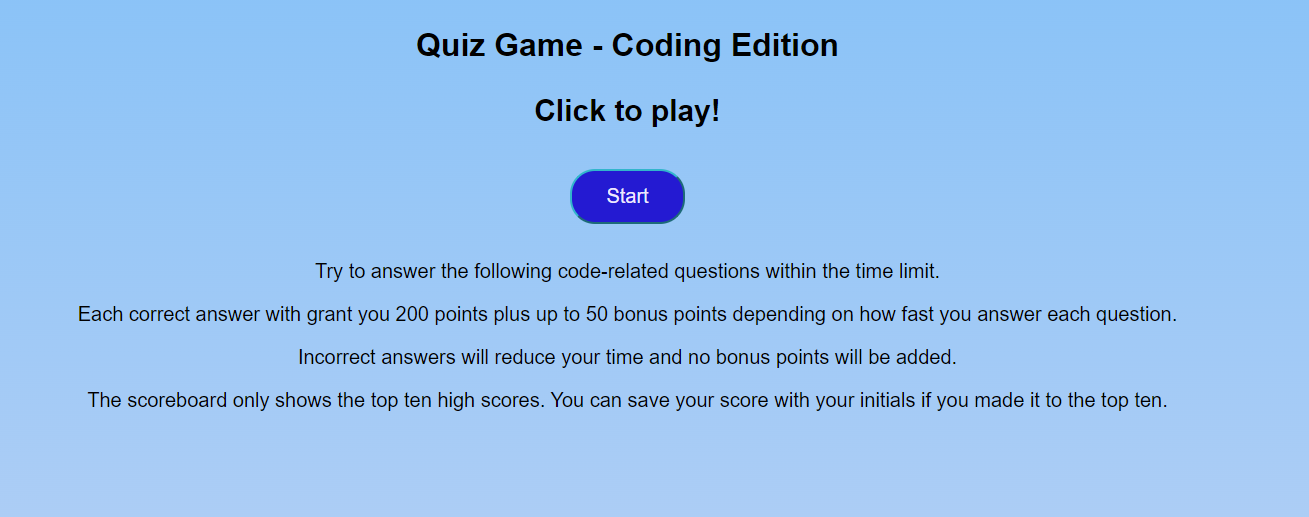 Quiz Game - Coding Edition
Click to play!
Start
Try to answer the following code-related questions within the time limit.
Each correct answer with grant you 200 points plus up to 50 bonus points depending on how fast you answer each question.
Incorrect answers will reduce your time and no bonus points will be added.
The scoreboard only shows the top ten high scores. You can save your score with your initials if you made it to the top ten.